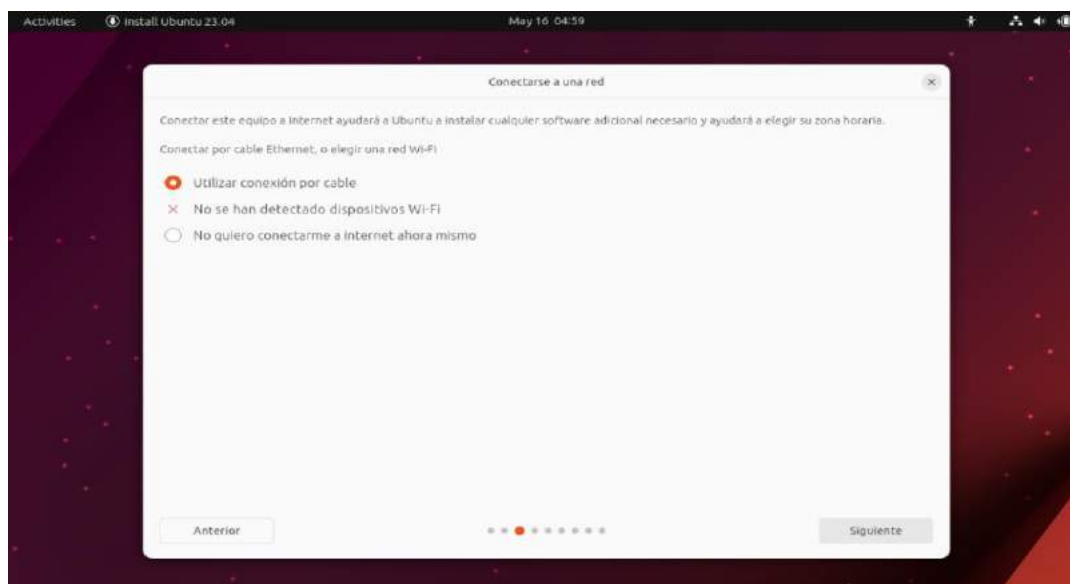 Activities Install Ubuntu 23.04 May 16 04:59
Conectarse a una red
Conectar este equipo a Internet ayudará a Ubuntu a instalar cualquier software adicional necesario y ayudará a elegir su zona horaria.
Conectar por cable Ethernet, o elegir una red Wi-Fi
Utilizar conexión por cable
No se han detectado dispositivos Wi-Fi
No quiero conectarme a internet ahora mismo
Anterior Siguiente